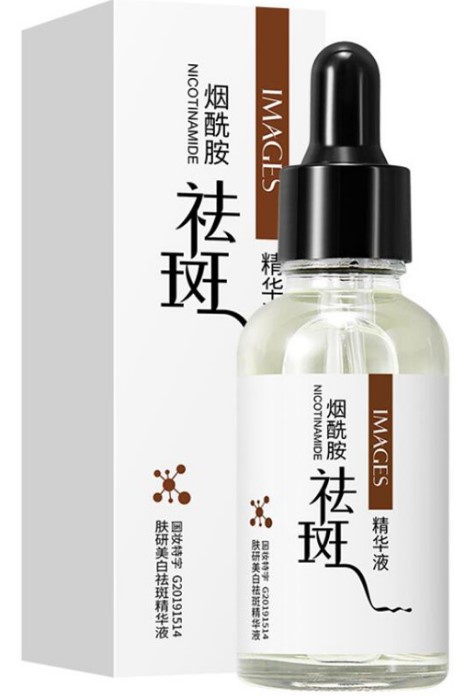 IMAGES
烟酰胺
NICOTINAMIDE
祛斑
精华液
国妆特字 G20191514
肤研美白祛斑精华液
IMAGES
烟酰胺
NICOTINAMIDE
祛斑
精华液
国妆特字 G20191514
肤研美白祛斑精华液